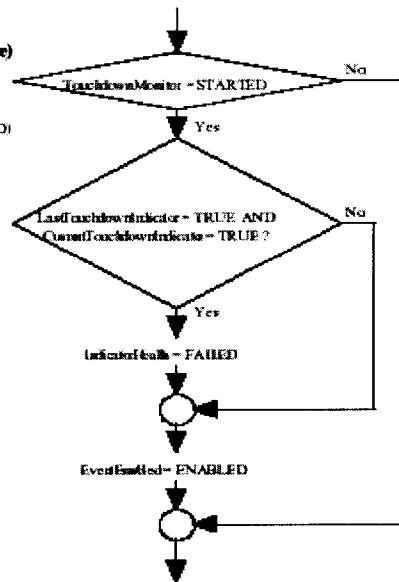 e)
TouchdownMonitor = STARTED
No
D)
Yes
LastTouchdownIndicator = TRUE AND
CurrentTouchdownIndicator = TRUE ?
No
Yes
IndicatorHealth = FAILED
EventEnabled = ENABLED